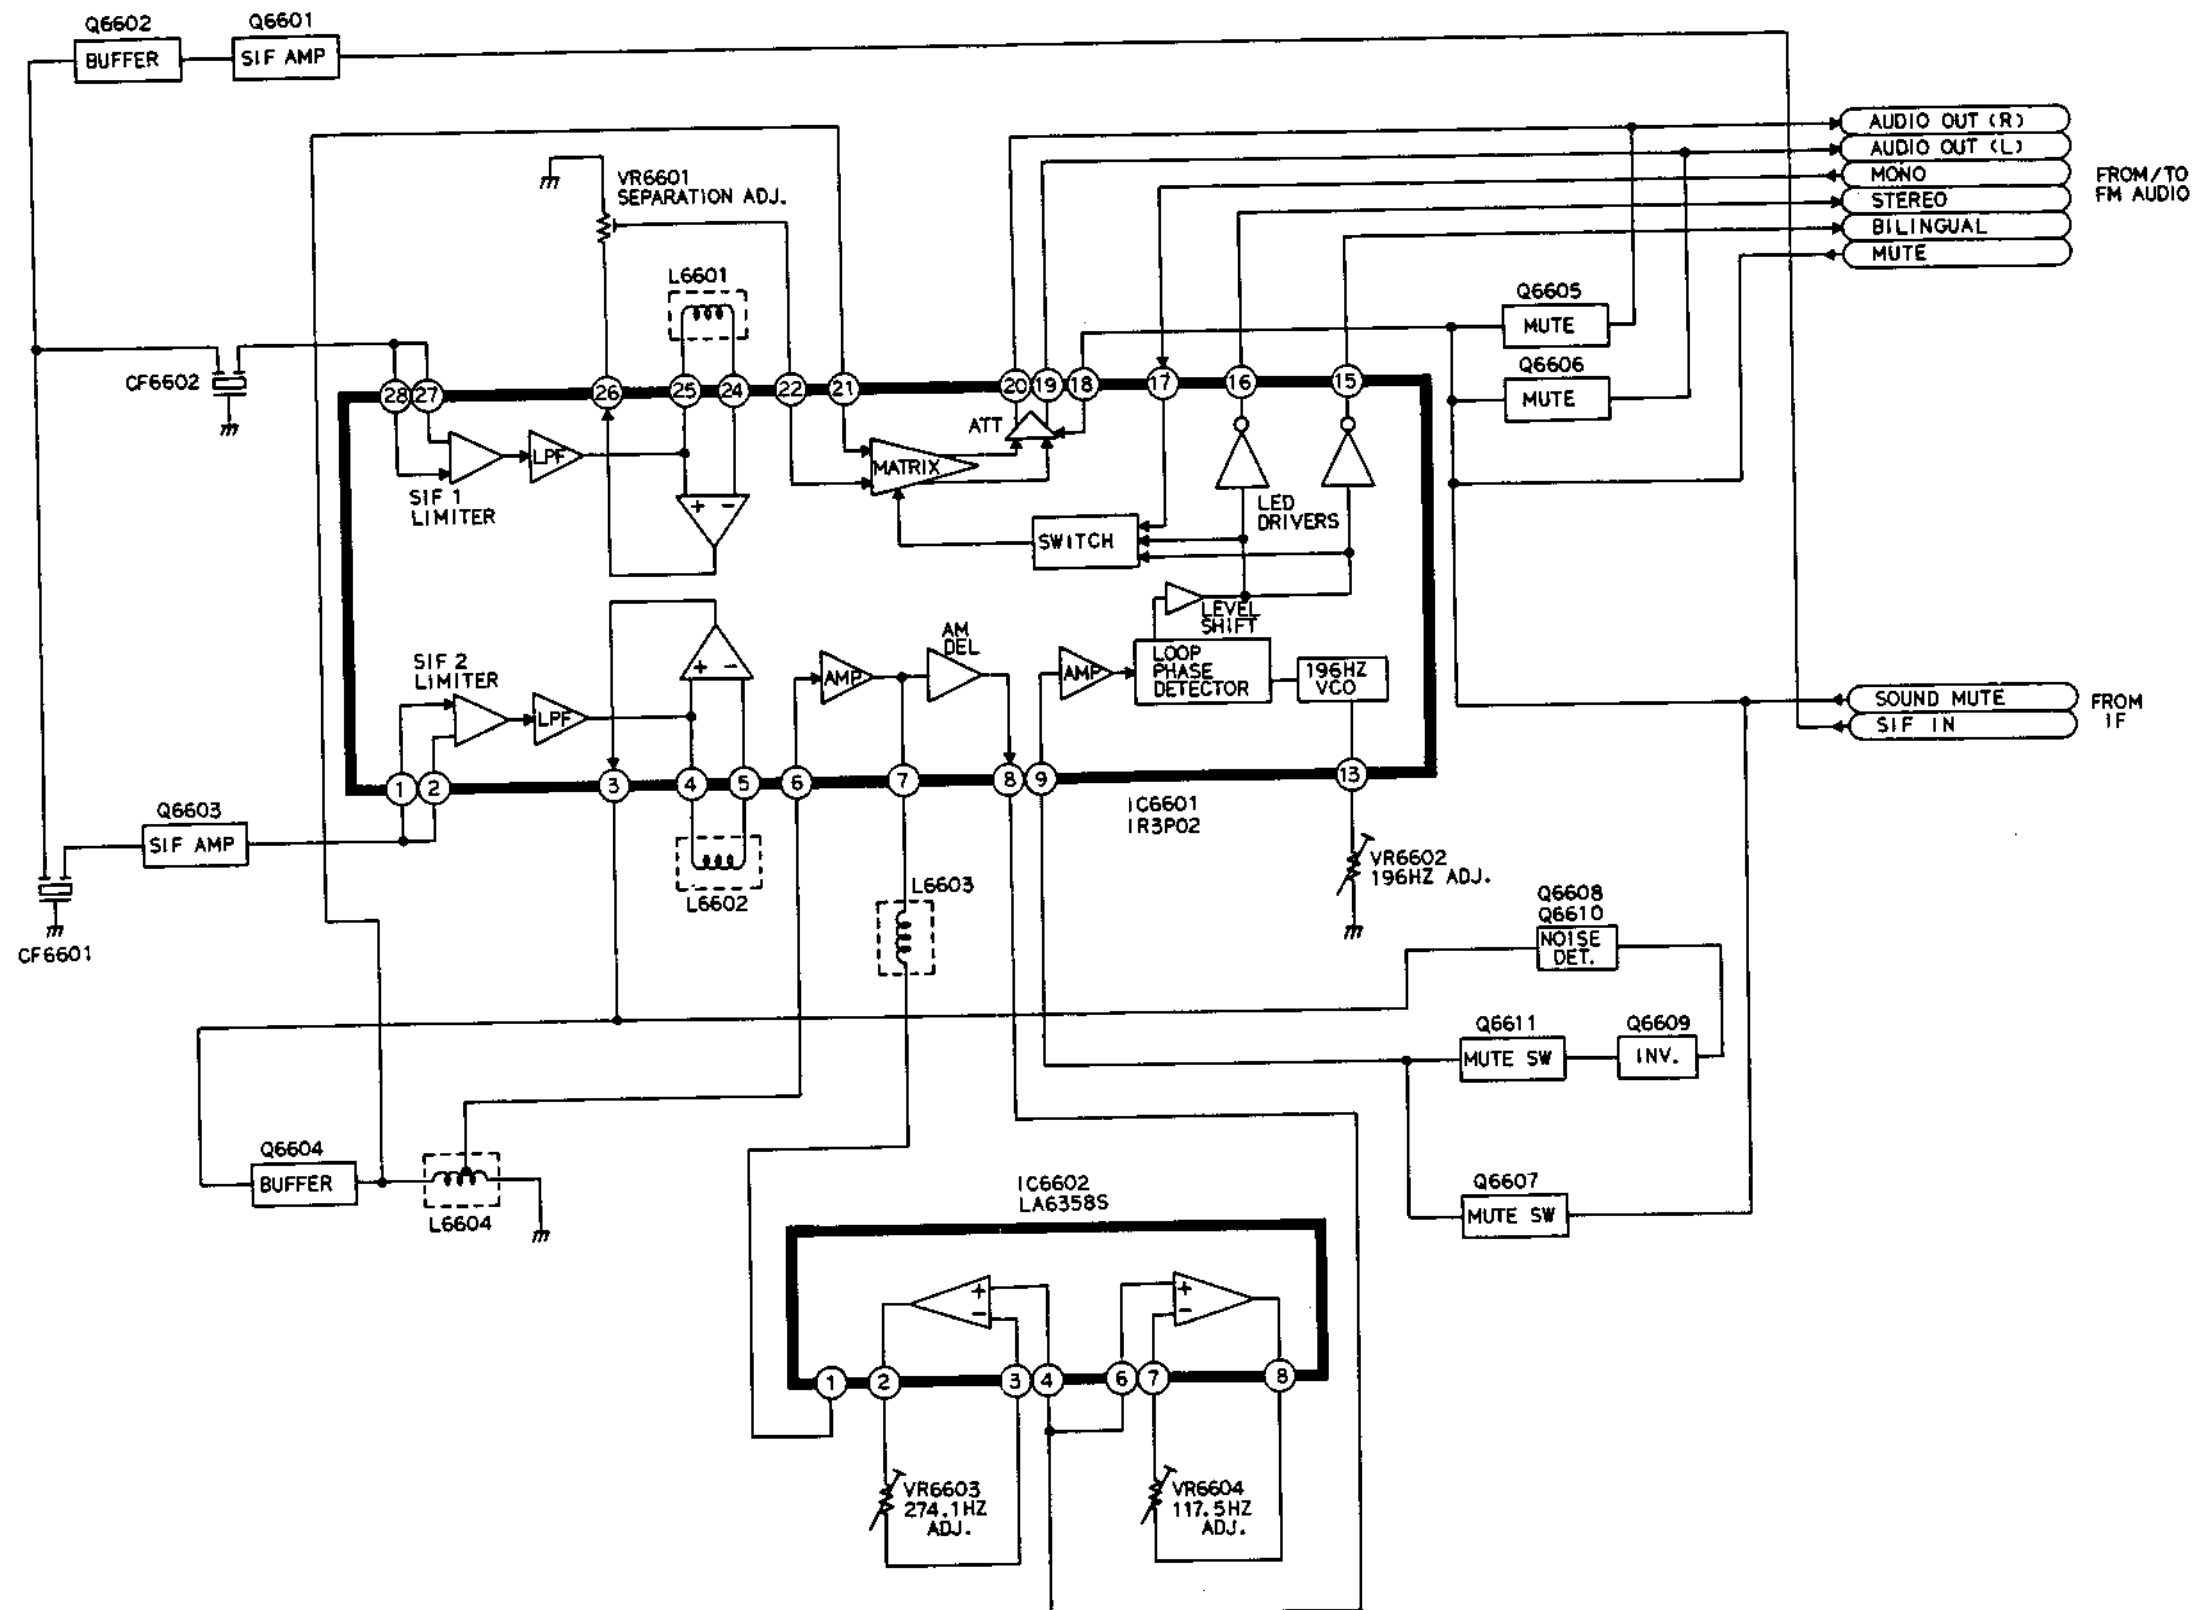 Q6602
Q6601
BUFFER
SIF AMP
AUDIO OUT (R)
AUDIO OUT (L)
MONO
STEREO
BILINGUAL
MUTE
FROM/TO
FM AUDIO
VR6601
SEPARATION ADJ.
L6601
Q6605
MUTE
Q6606
MUTE
CF6602
28 27 26 25 24 22 21 20 19 18 17 16 15
ATT
LPF
MATRIX
SIF 1
LIMITER
+ −
LED
DRIVERS
SWITCH
LEVEL
SHIFT
SIF 2
LIMITER
+ −
AM
DEL
AMP
AMP
LOOP
PHASE
DETECTOR
196HZ
VCO
LPF
SOUND MUTE
SIF IN
FROM
IF
1 2 3 4 5 6 7 8 9 13
IC6601
IR3P02
Q6603
SIF AMP
L6602
L6603
VR6602
196HZ ADJ.
CF6601
Q6608
Q6610
NOISE
DET.
Q6611
MUTE SW
Q6609
INV.
Q6604
BUFFER
L6604
IC6602
LA6358S
Q6607
MUTE SW
+
−
+
−
1 2 3 4 6 7 8
VR6603
274.1HZ
ADJ.
VR6604
117.5HZ
ADJ.